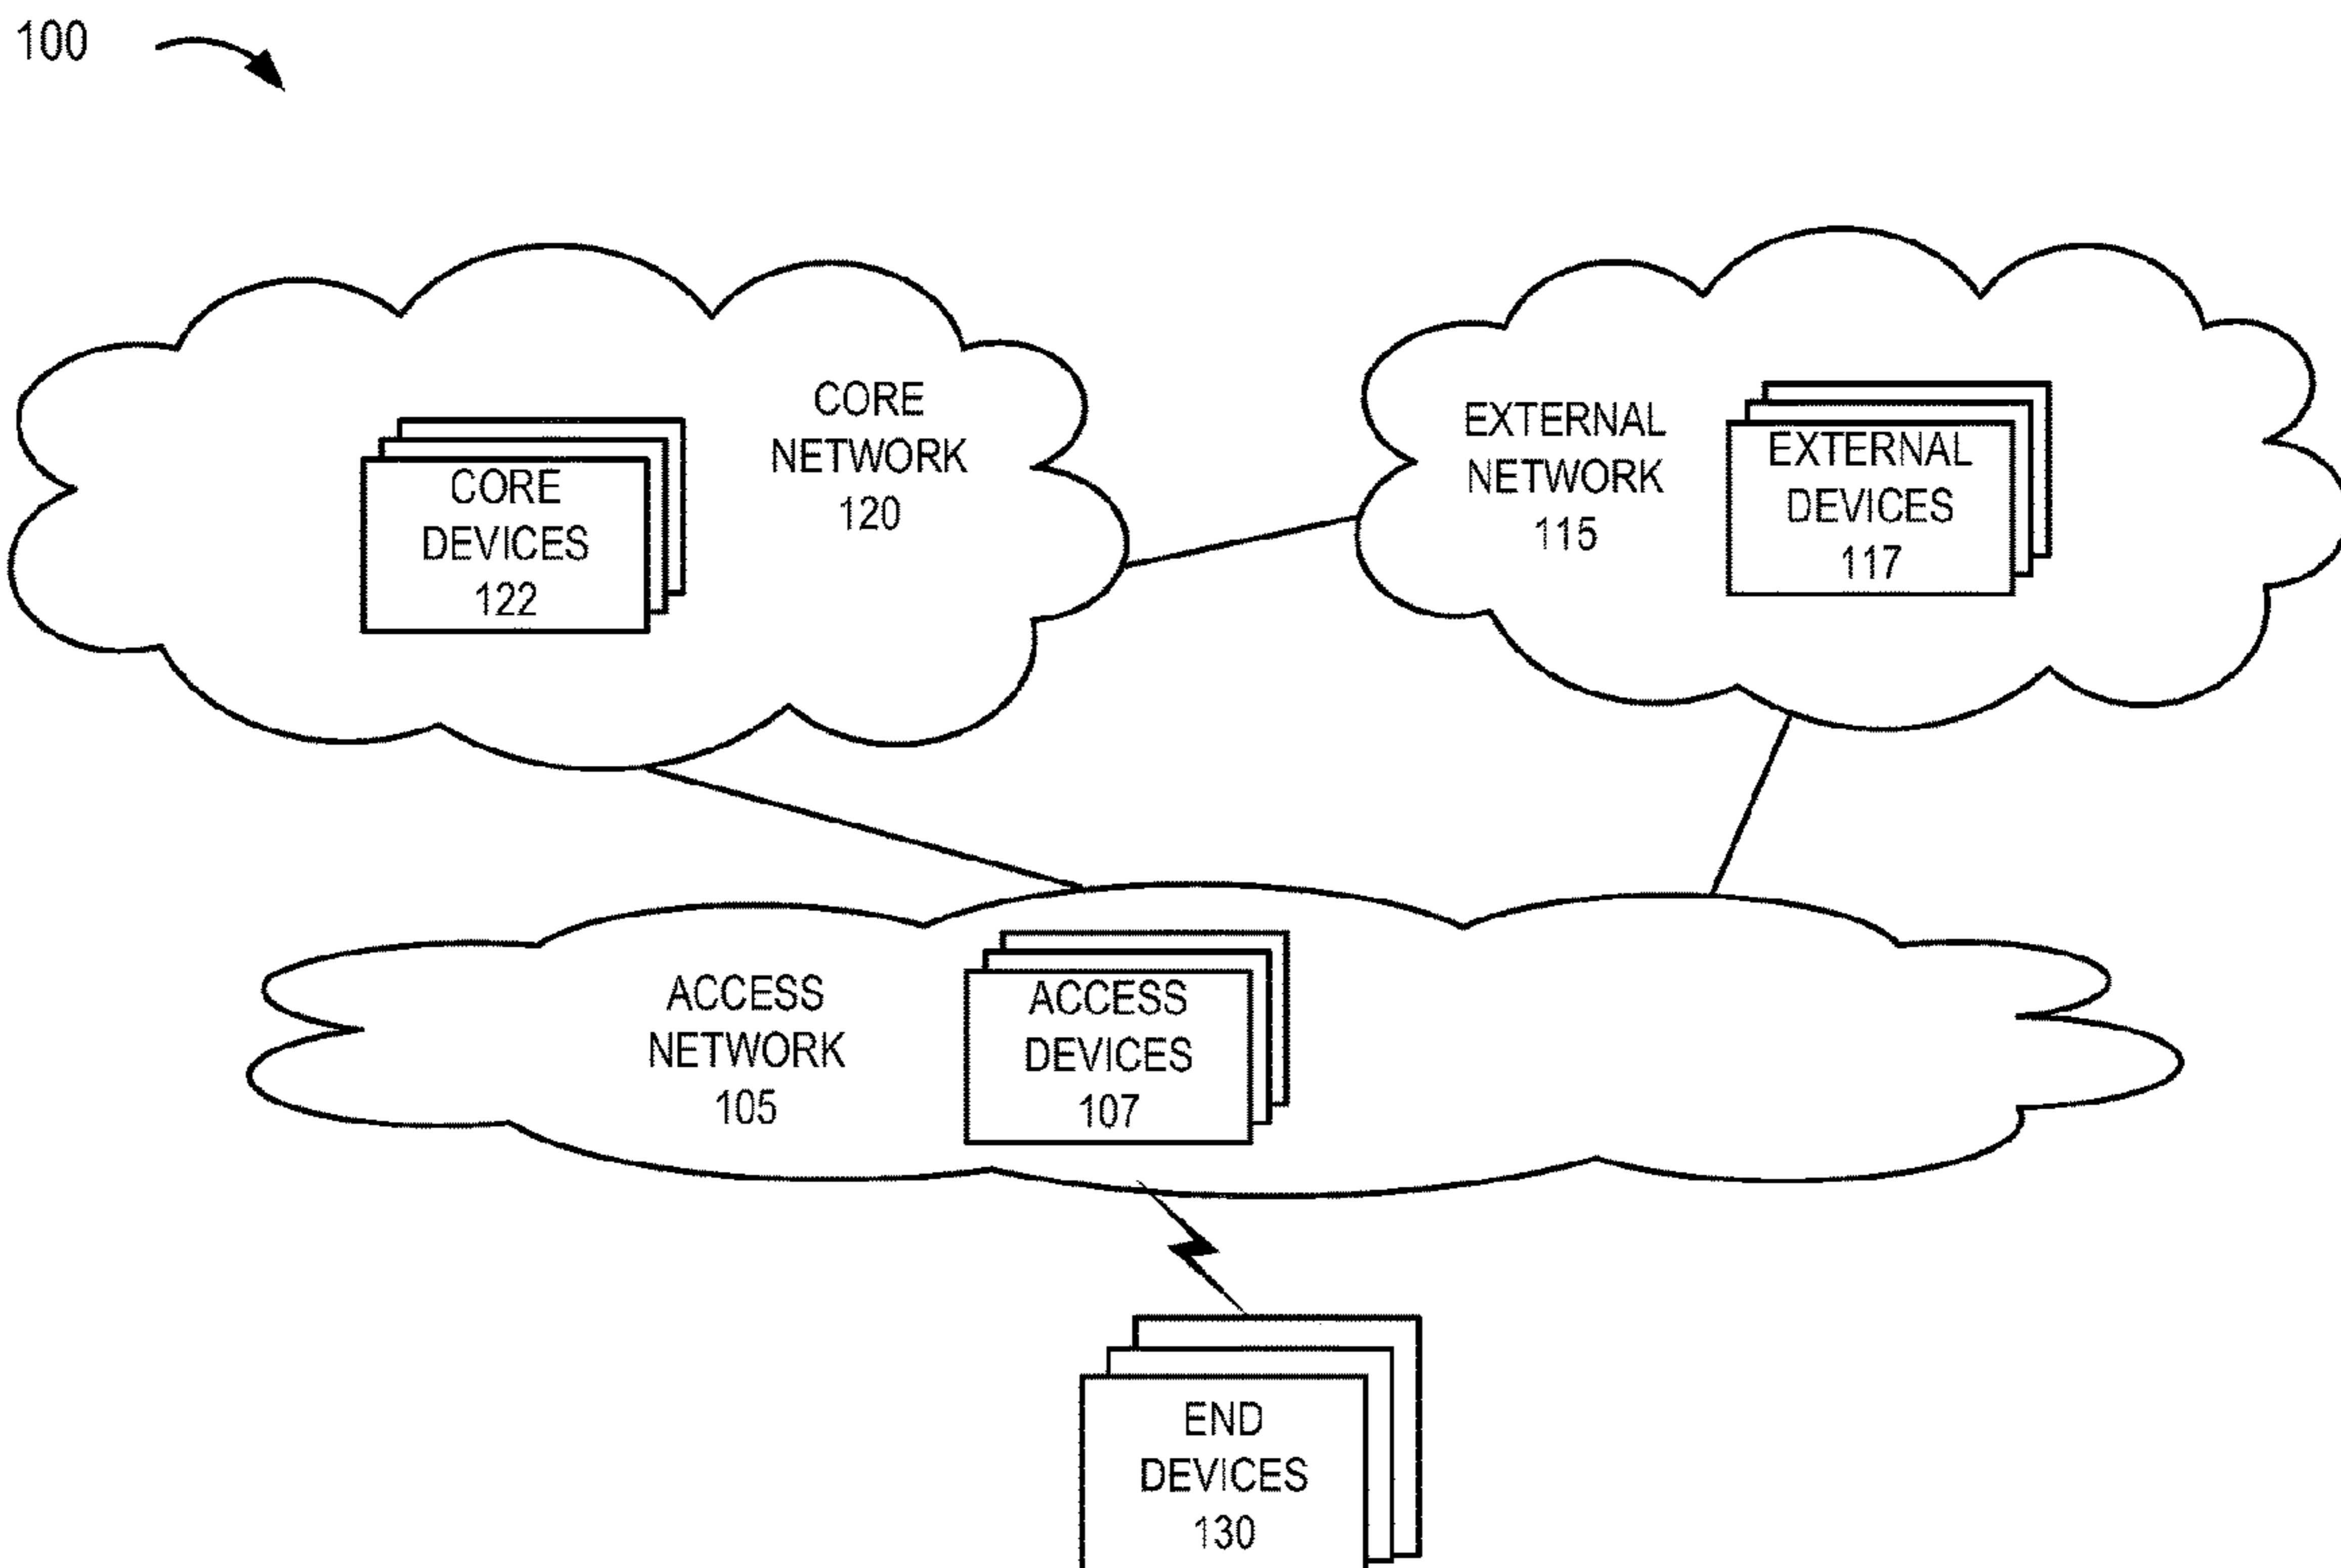 100
CORE
NETWORK
120
CORE
DEVICES
122
EXTERNAL
NETWORK
115
EXTERNAL
DEVICES
117
ACCESS
NETWORK
105
ACCESS
DEVICES
107
END
DEVICES
130